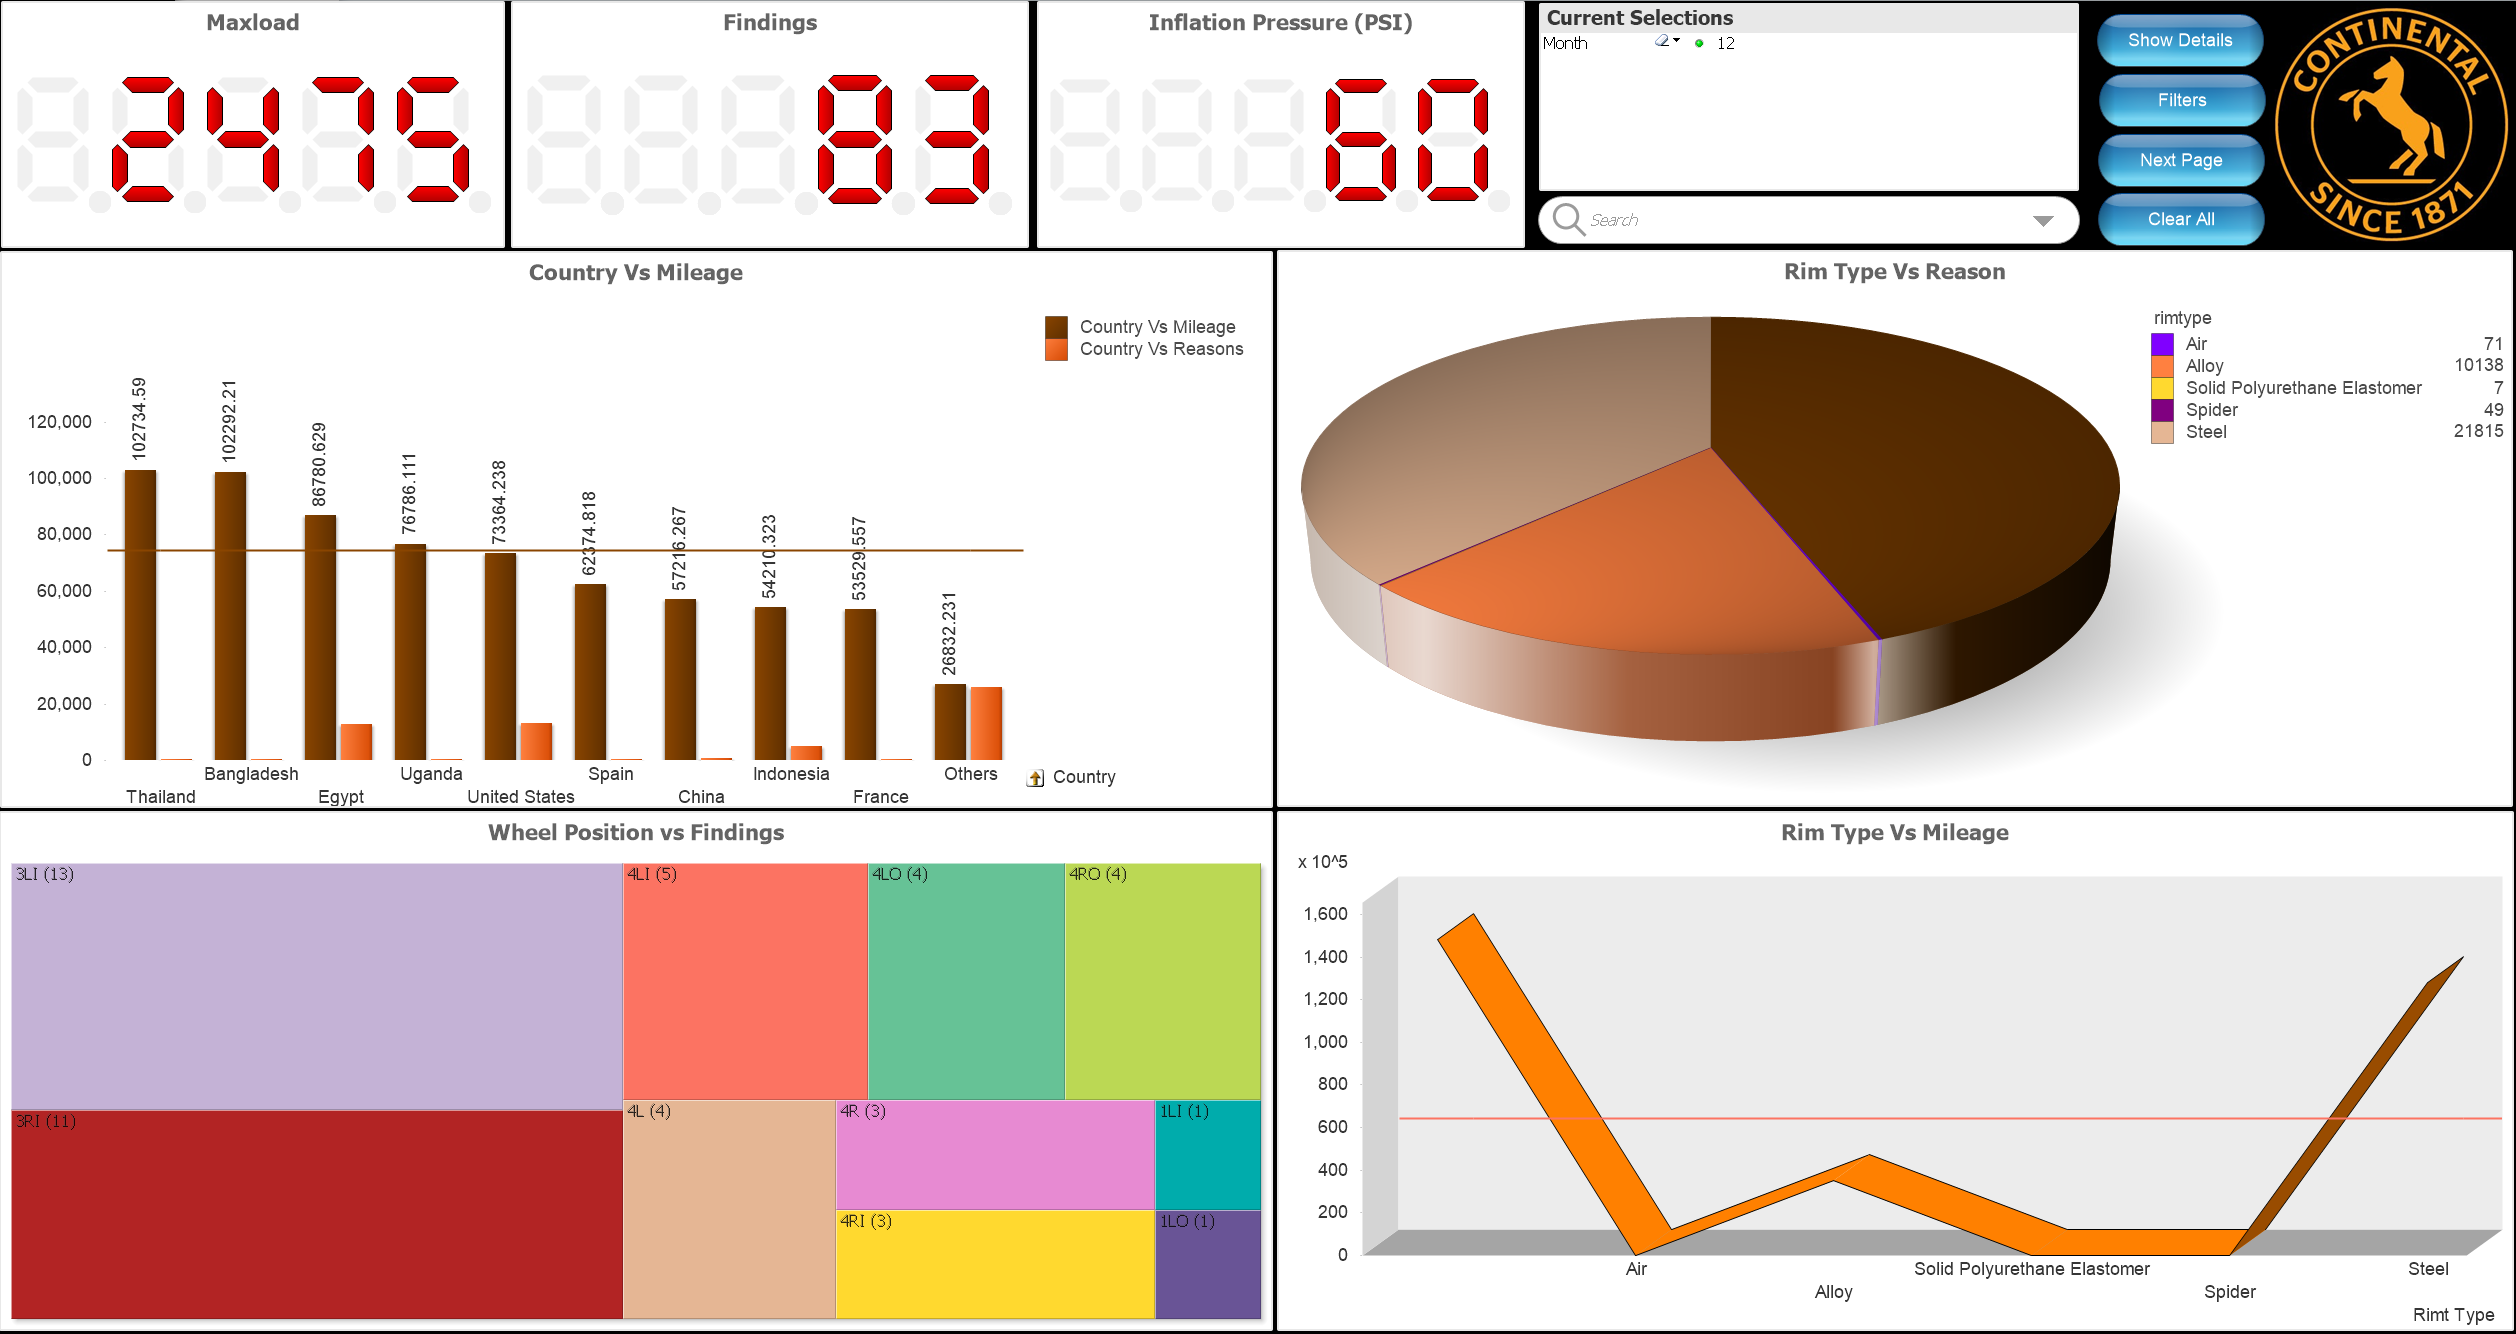 Maxload
2475
Findings
83
Inflation Pressure (PSI)
60
Current Selections
Month 12
Search
Show Details
Filters
Next Page
Clear All
CONTINENTAL
SINCE 1871
Country Vs Mileage
Country Vs Mileage
Country Vs Reasons
120,000
100,000
80,000
60,000
40,000
20,000
0
102734.59
102292.21
86780.629
76786.111
73364.238
62374.818
57216.267
54210.323
53529.557
26832.231
Bangladesh Uganda Spain Indonesia Others
Thailand Egypt United States China France
Country
Rim Type Vs Reason
rimtype
Air 71
Alloy 10138
Solid Polyurethane Elastomer 7
Spider 49
Steel 21815
Wheel Position vs Findings
3LI (13)
4LI (5)
4LO (4)
4RO (4)
3RI (11)
4L (4)
4R (3)
1LI (1)
4RI (3)
1LO (1)
Rim Type Vs Mileage
x 10^5
1,600
1,400
1,200
1,000
800
600
400
200
0
Air Solid Polyurethane Elastomer Steel
Alloy Spider
Rimt Type